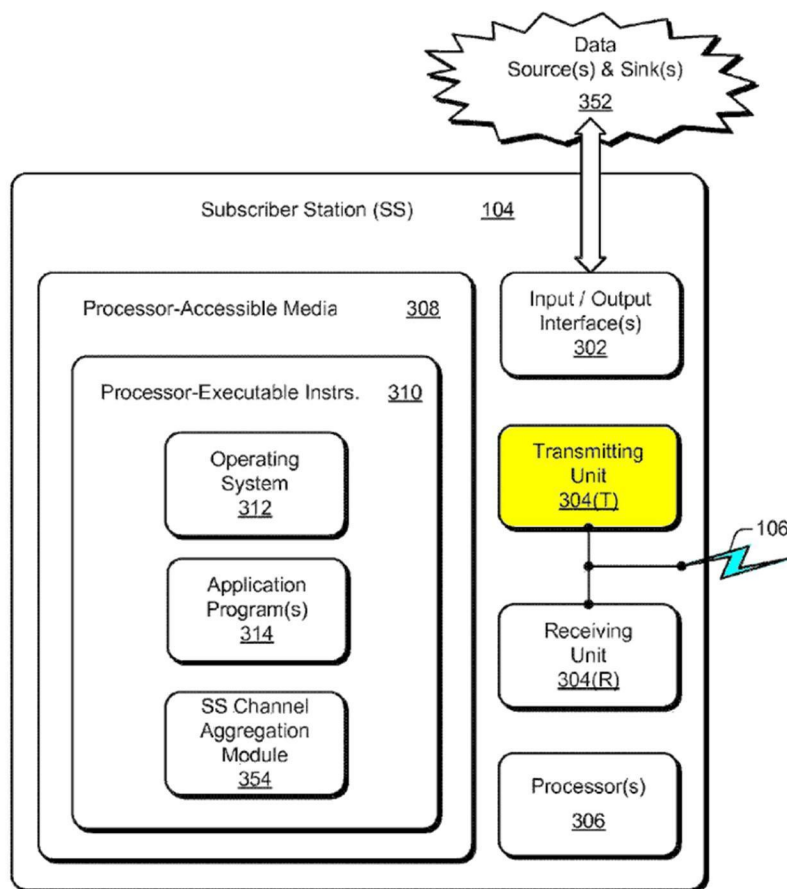 Data
Source(s) & Sink(s)
352
Subscriber Station (SS) 104
Processor-Accessible Media 308
Processor-Executable Instrs. 310
Operating
System
312
Application
Program(s)
314
SS Channel
Aggregation
Module
354
Input / Output
Interface(s)
302
Transmitting
Unit
304(T)
106
Receiving
Unit
304(R)
Processor(s)
306